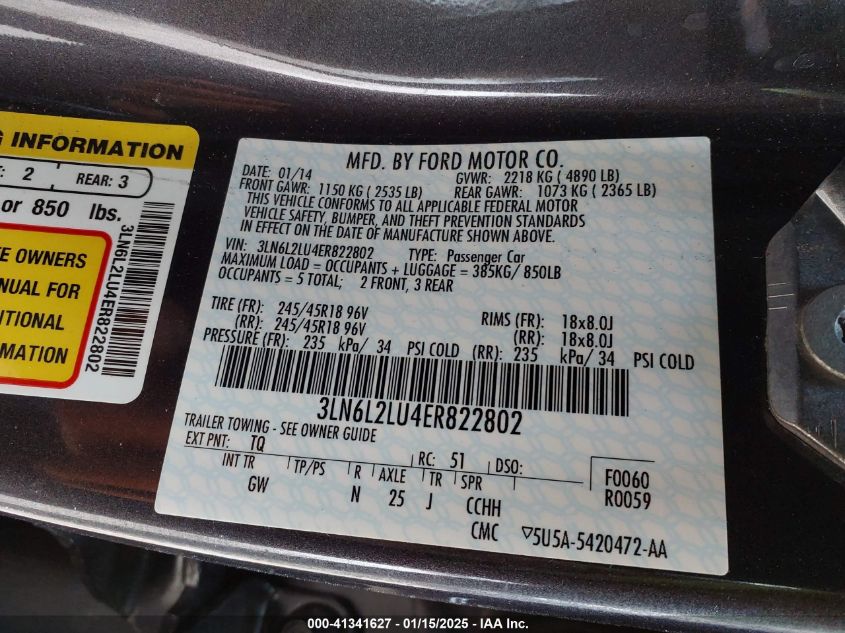 G INFORMATION
: 2 REAR: 3
or 850 lbs.
E OWNERS
NUAL FOR
ITIONAL
RMATION
3LN6L2LU4ER822802
MFD. BY FORD MOTOR CO.
DATE: 01/14 GVWR: 2218 KG ( 4890 LB)
FRONT GAWR: 1150 KG ( 2535 LB) REAR GAWR: 1073 KG ( 2365 LB)
THIS VEHICLE CONFORMS TO ALL APPLICABLE FEDERAL MOTOR
VEHICLE SAFETY, BUMPER, AND THEFT PREVENTION STANDARDS
IN EFFECT ON THE DATE OF MANUFACTURE SHOWN ABOVE.
VIN: 3LN6L2LU4ER822802 TYPE: Passenger Car
MAXIMUM LOAD = OCCUPANTS + LUGGAGE = 385KG/ 850LB
OCCUPANTS = 5 TOTAL; 2 FRONT, 3 REAR
TIRE (FR): 245/45R18 96V RIMS (FR): 18x8.0J
(RR): 245/45R18 96V (RR): 18x8.0J
PRESSURE (FR): 235 kPa/ 34 PSI COLD (RR): 235 kPa/ 34 PSI COLD
3LN6L2LU4ER822802
TRAILER TOWING - SEE OWNER GUIDE
EXT PNT: TQ RC: 51 DSO: F0060
INT TR TP/PS R AXLE TR SPR R0059
GW N 25 J CCHH
CMC 5U5A-5420472-AA
000-41341627 - 01/15/2025 - IAA Inc.